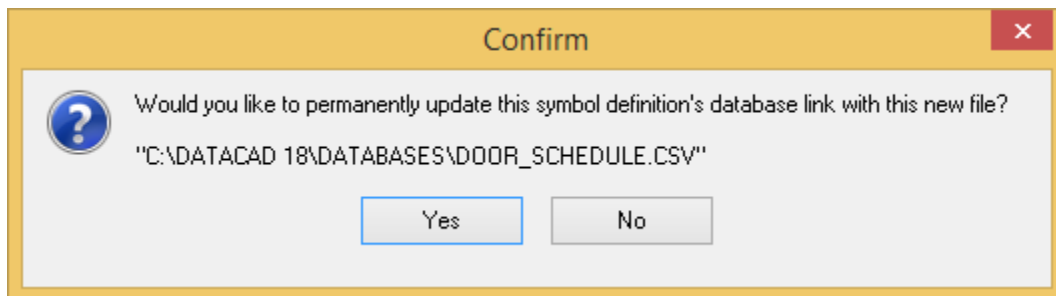 Confirm
Would you like to permanently update this symbol definition's database link with this new file?
"C:\DATACAD 18\DATABASES\DOOR_SCHEDULE.CSV"
Yes No